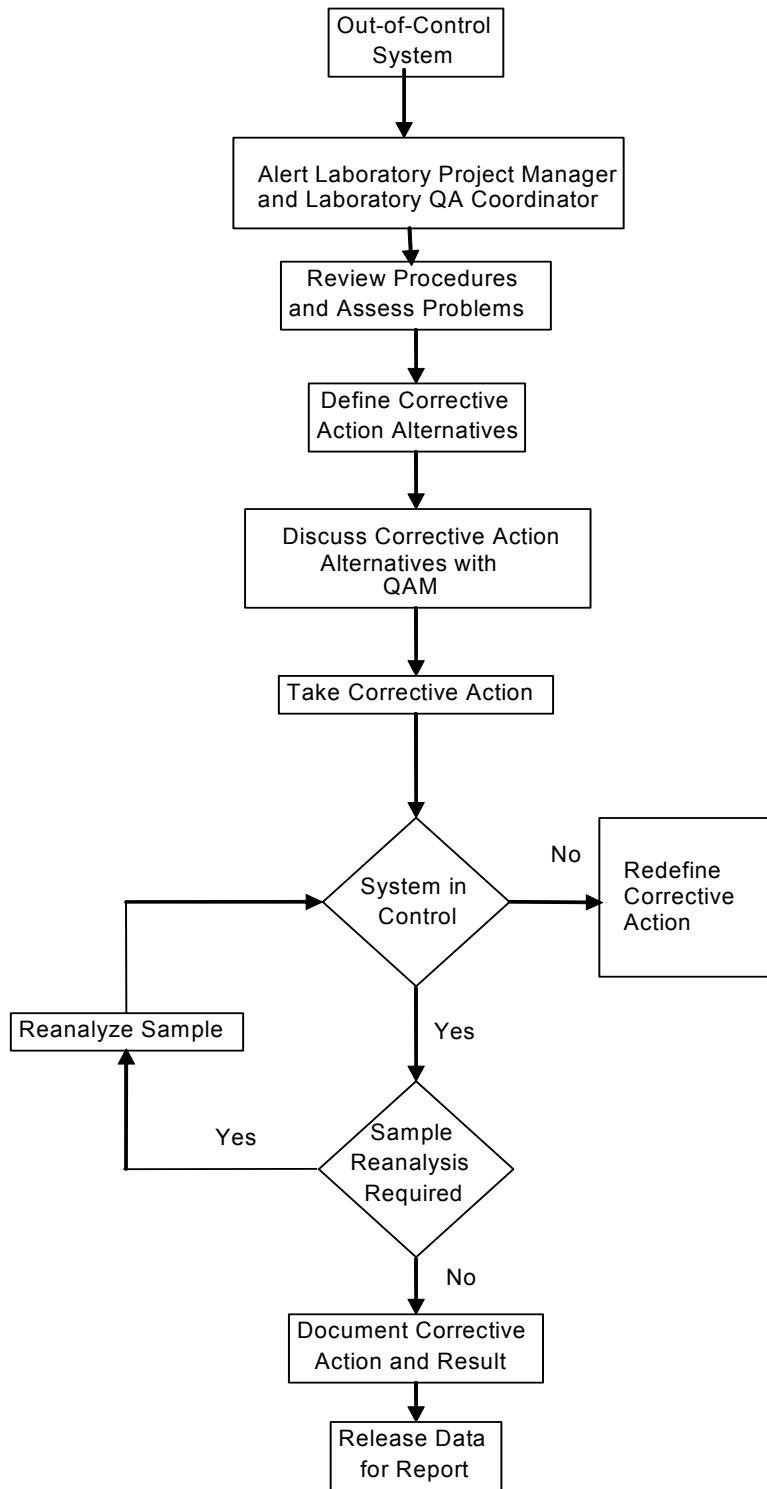 Out-of-Control
System
Alert Laboratory Project Manager
and Laboratory QA Coordinator
Review Procedures
and Assess Problems
Define Corrective
Action Alternatives
Discuss Corrective Action
Alternatives with
QAM
Take Corrective Action
System in
Control
No
Redefine
Corrective
Action
Reanalyze Sample
Yes
Sample
Reanalysis
Required
Yes
No
Document Corrective
Action and Result
Release Data
for Report